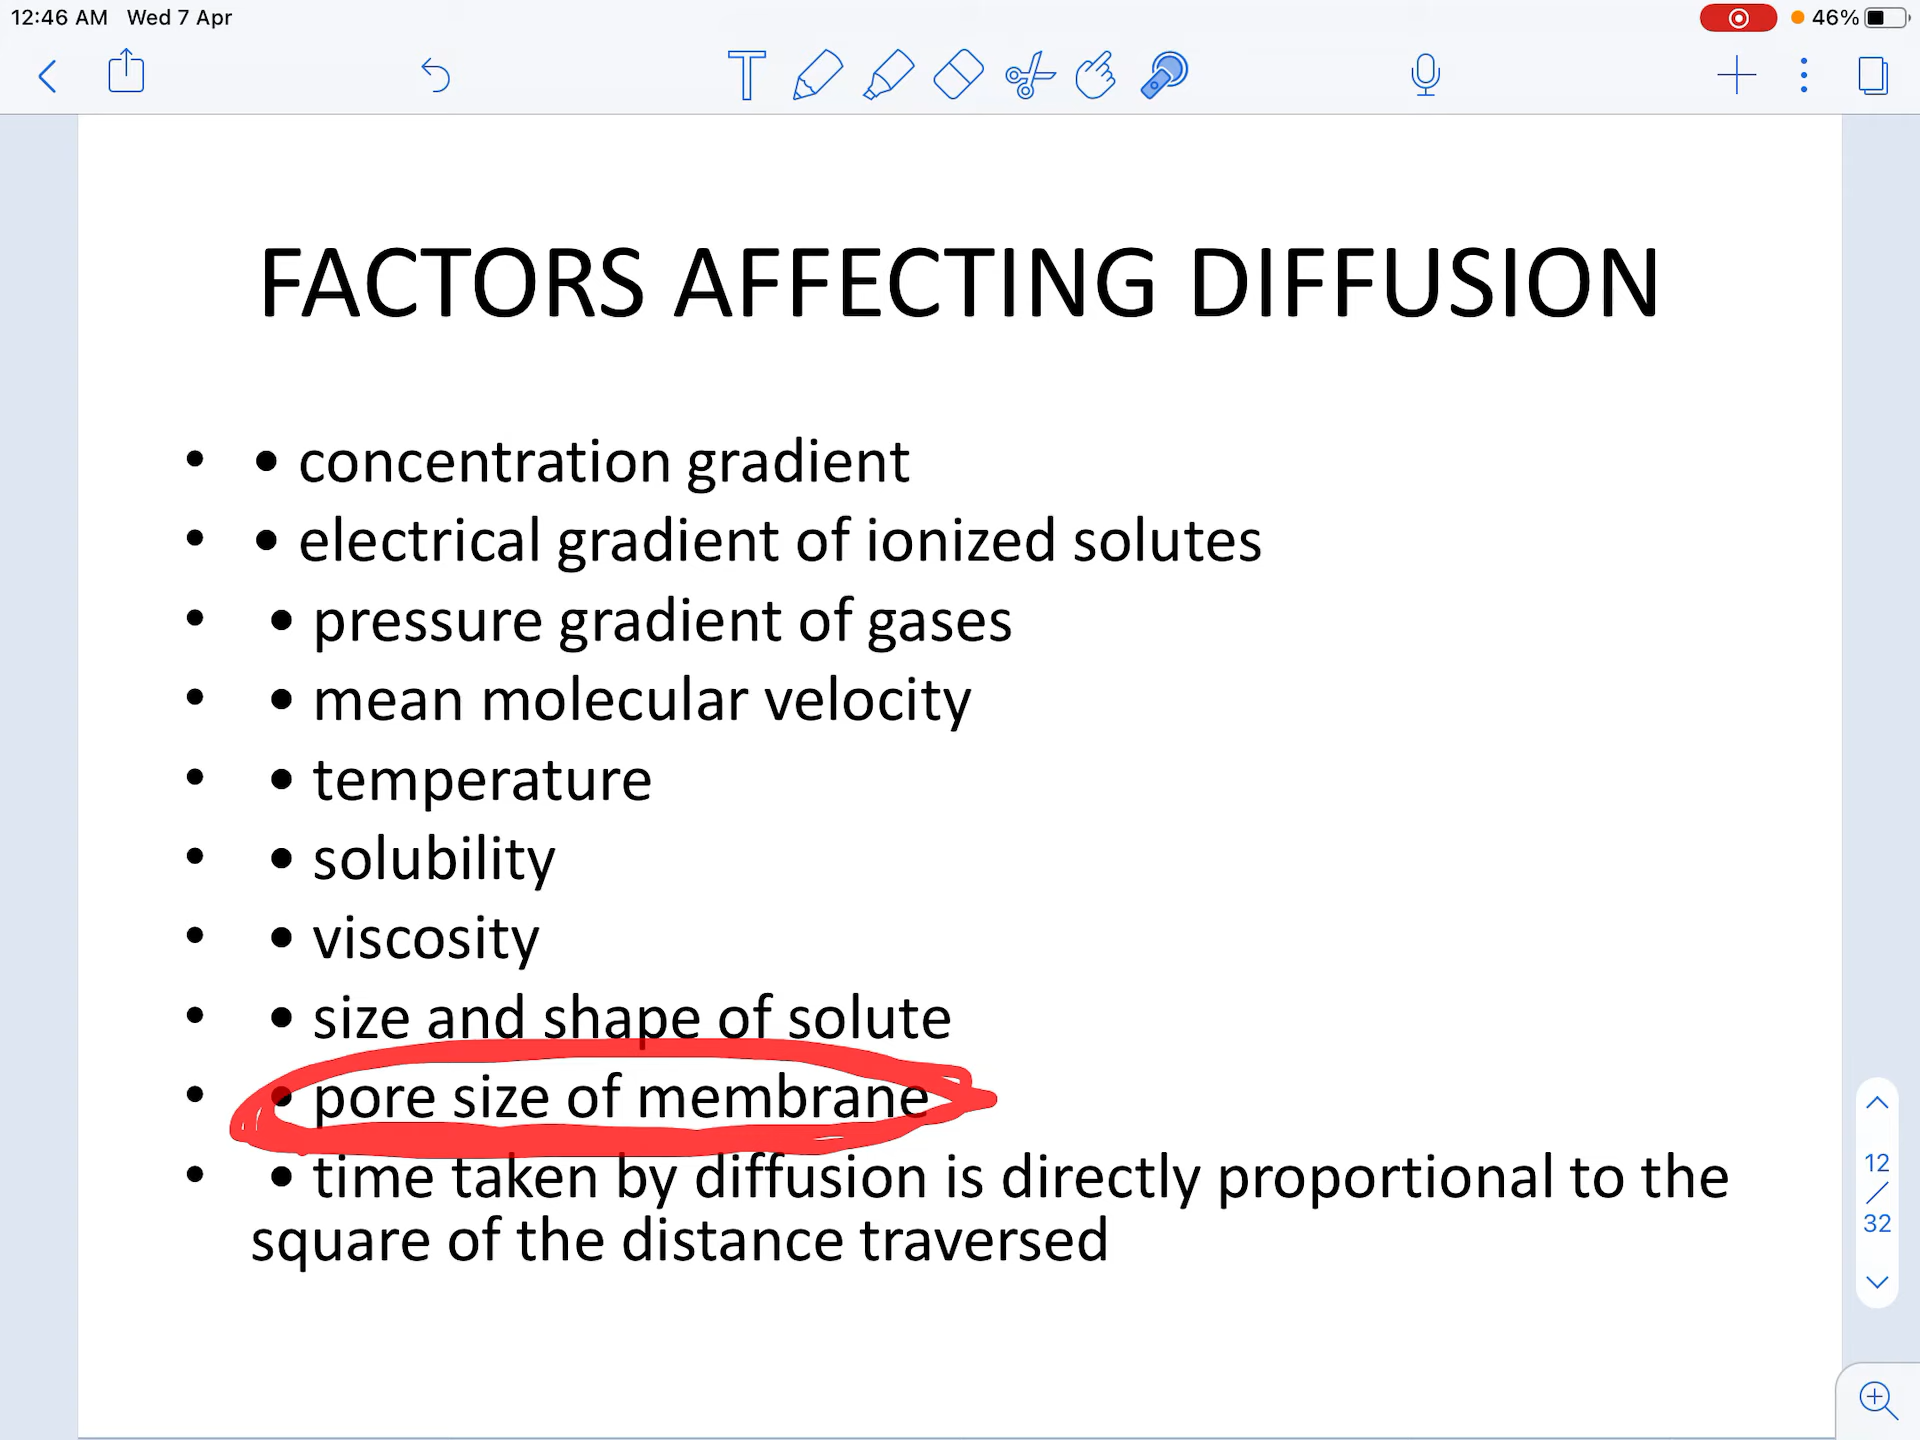 12:46 AM Wed 7 Apr
46%
T
FACTORS AFFECTING DIFFUSION
• • concentration gradient
• • electrical gradient of ionized solutes
• • pressure gradient of gases
• • mean molecular velocity
• • temperature
• • solubility
• • viscosity
• • size and shape of solute
• • pore size of membrane
• • time taken by diffusion is directly proportional to the
square of the distance traversed
12
/
32